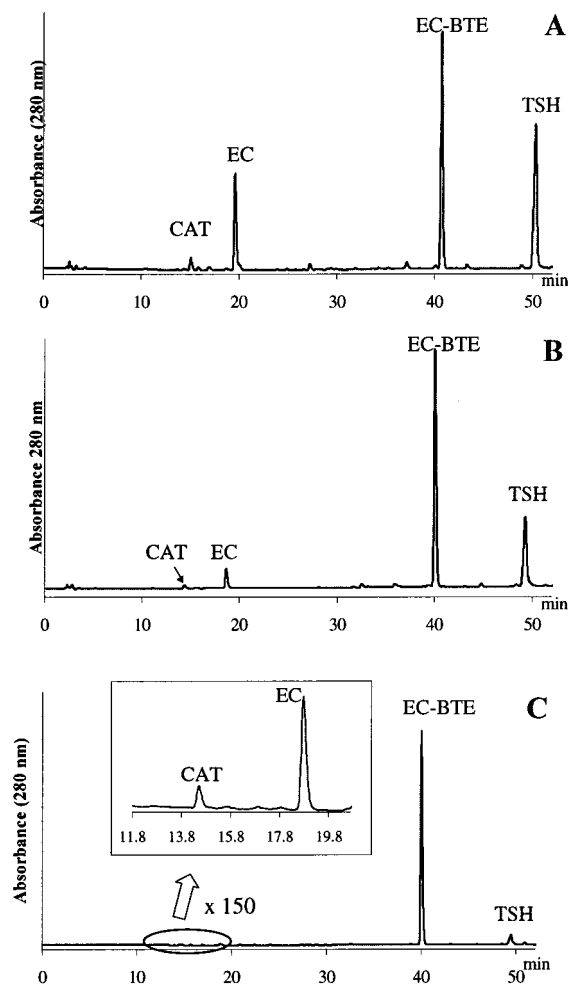 A
EC-BTE
TSH
EC
CAT
Absorbance (280 nm)
0 10 20 30 40 50 min
B
EC-BTE
TSH
CAT EC
Absorbance 280 nm
0 10 20 30 40 50 min
C
EC-BTE
EC
CAT
11.8 13.8 15.8 17.8 19.8
x 150
TSH
Absorbance (280 nm)
0 10 20 30 40 50 min